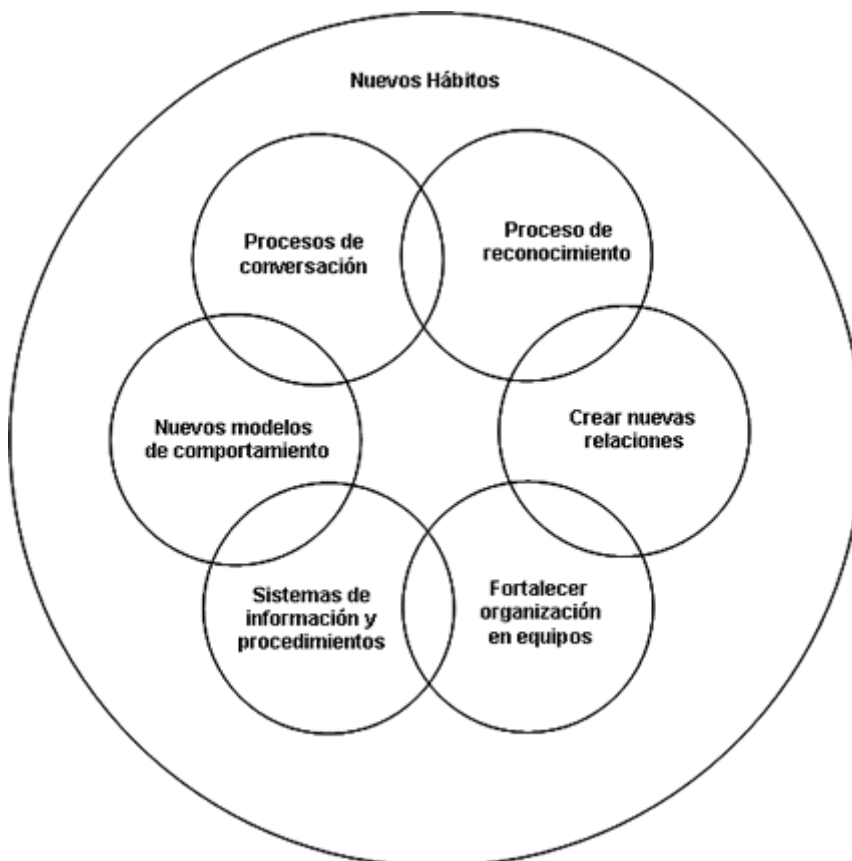 Nuevos Hábitos
Procesos de
conversación
Proceso de
reconocimiento
Nuevos modelos
de comportamiento
Crear nuevas
relaciones
Sistemas de
información y
procedimientos
Fortalecer
organización
en equipos